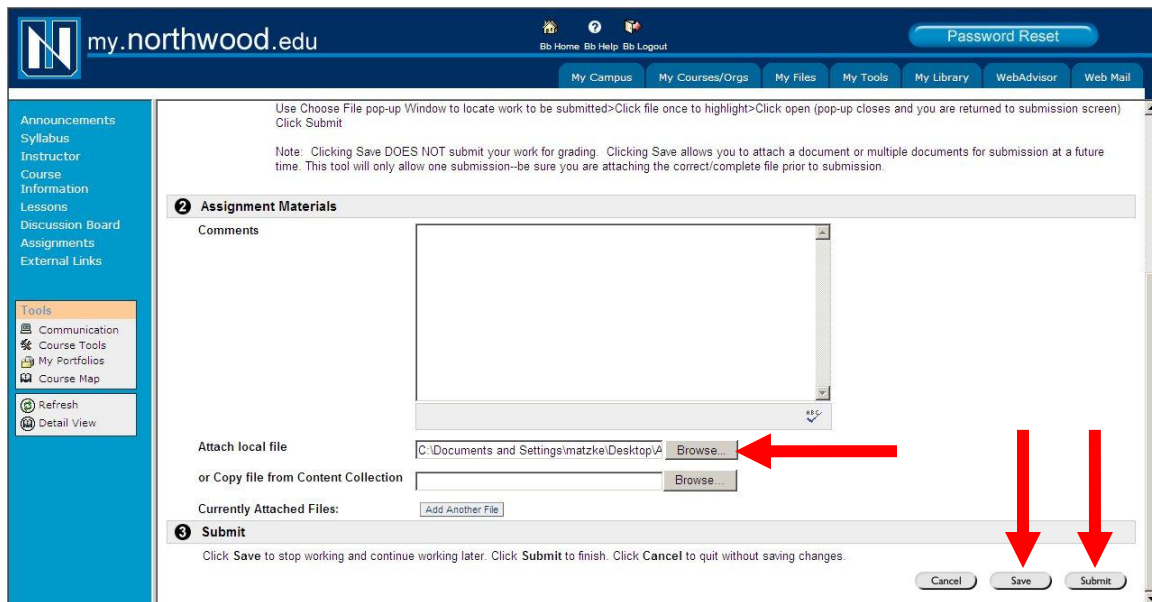 my.northwood.edu
Bb Home Bb Help Bb Logout
Password Reset
My Campus My Courses/Orgs My Files My Tools My Library WebAdvisor Web Mail
Announcements
Syllabus
Instructor
Course
Information
Lessons
Discussion Board
Assignments
External Links
Tools
Communication
Course Tools
My Portfolios
Course Map
Refresh
Detail View
Use Choose File pop-up Window to locate work to be submitted>Click file once to highlight>Click open (pop-up closes and you are returned to submission screen)
Click Submit
Note: Clicking Save DOES NOT submit your work for grading. Clicking Save allows you to attach a document or multiple documents for submission at a future
time. This tool will only allow one submission--be sure you are attaching the correct/complete file prior to submission.
2 Assignment Materials
Comments
ABC
Attach local file C:\Documents and Settings\matzke\Desktop\A Browse...
or Copy file from Content Collection Browse...
Currently Attached Files: Add Another File
3 Submit
Click Save to stop working and continue working later. Click Submit to finish. Click Cancel to quit without saving changes.
Cancel Save Submit